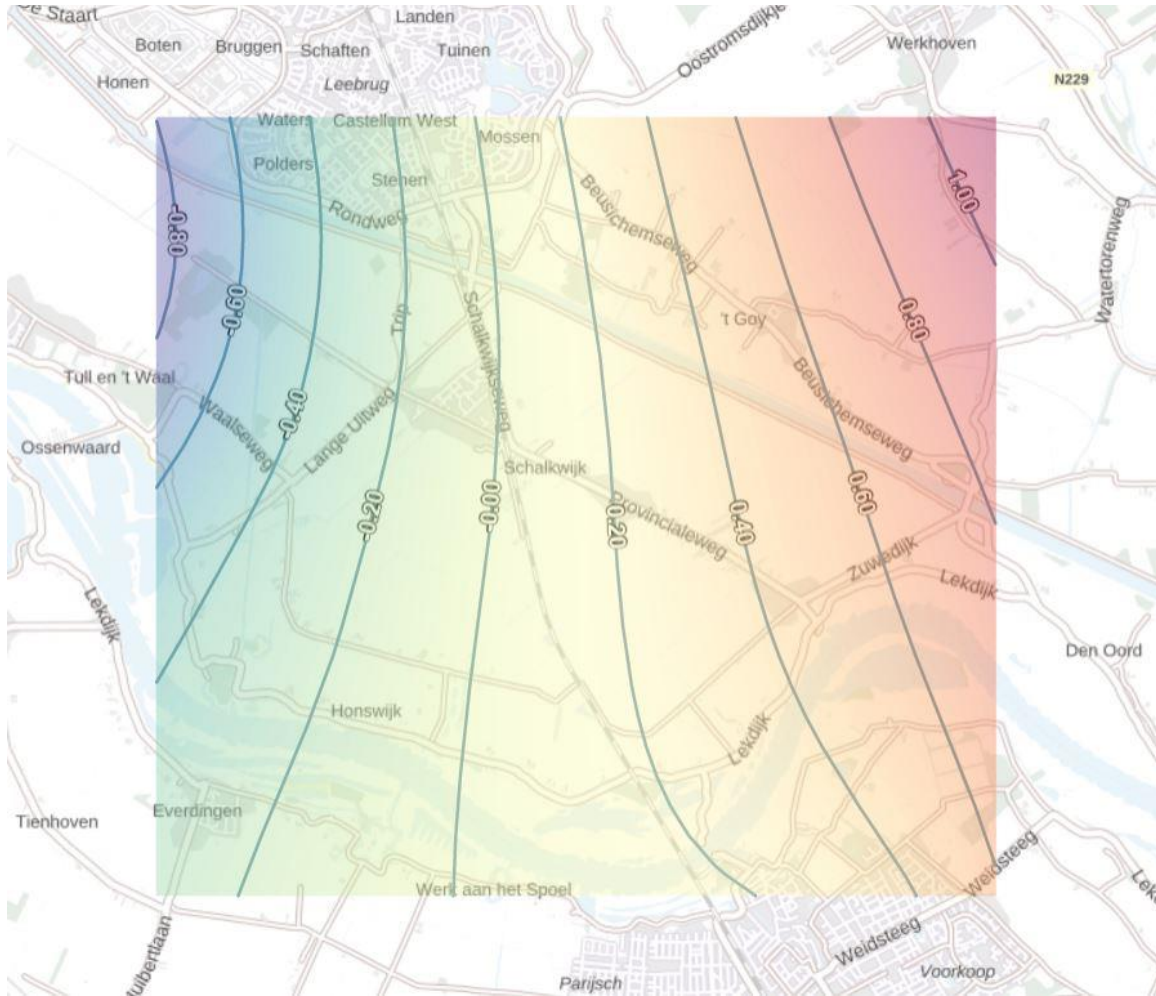 De Staart
Landen
Boten
Bruggen
Schaften
Tuinen
Oostromsdijkje
Werkhoven
Honen
Leebrug
N229
Waters
Castellum West
Mossen
Polders
Stenen
Beusichemseweg
1.00
Rondweg
-0.80
Watertorenweg
-0.60
Trip
Schalkwijkseweg
't Goy
0.80
Tull en 't Waal
Beusichemseweg
-0.40
Waalseweg
Lange Uitweg
Ossenwaard
Schalkwijk
-0.20
-0.00
0.20
Provincialeweg
0.40
0.60
Zuwedijk
Lekdijk
Lekdijk
Den Oord
Honswijk
Lekdijk
Everdingen
Tienhoven
Werk aan het Spoel
Weidsteeg
Weidsteeg
Parijsch
Voorkoop